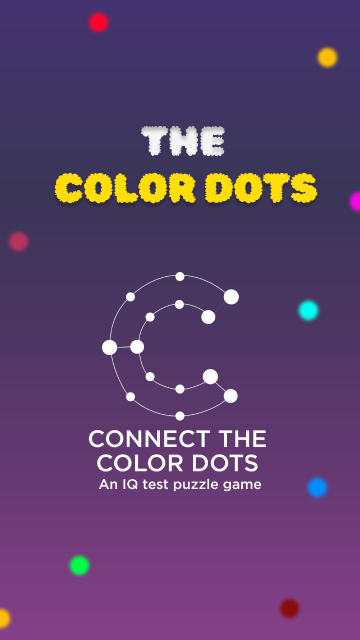 THE
COLOR DOTS
CONNECT THE
COLOR DOTS
An IQ test puzzle game